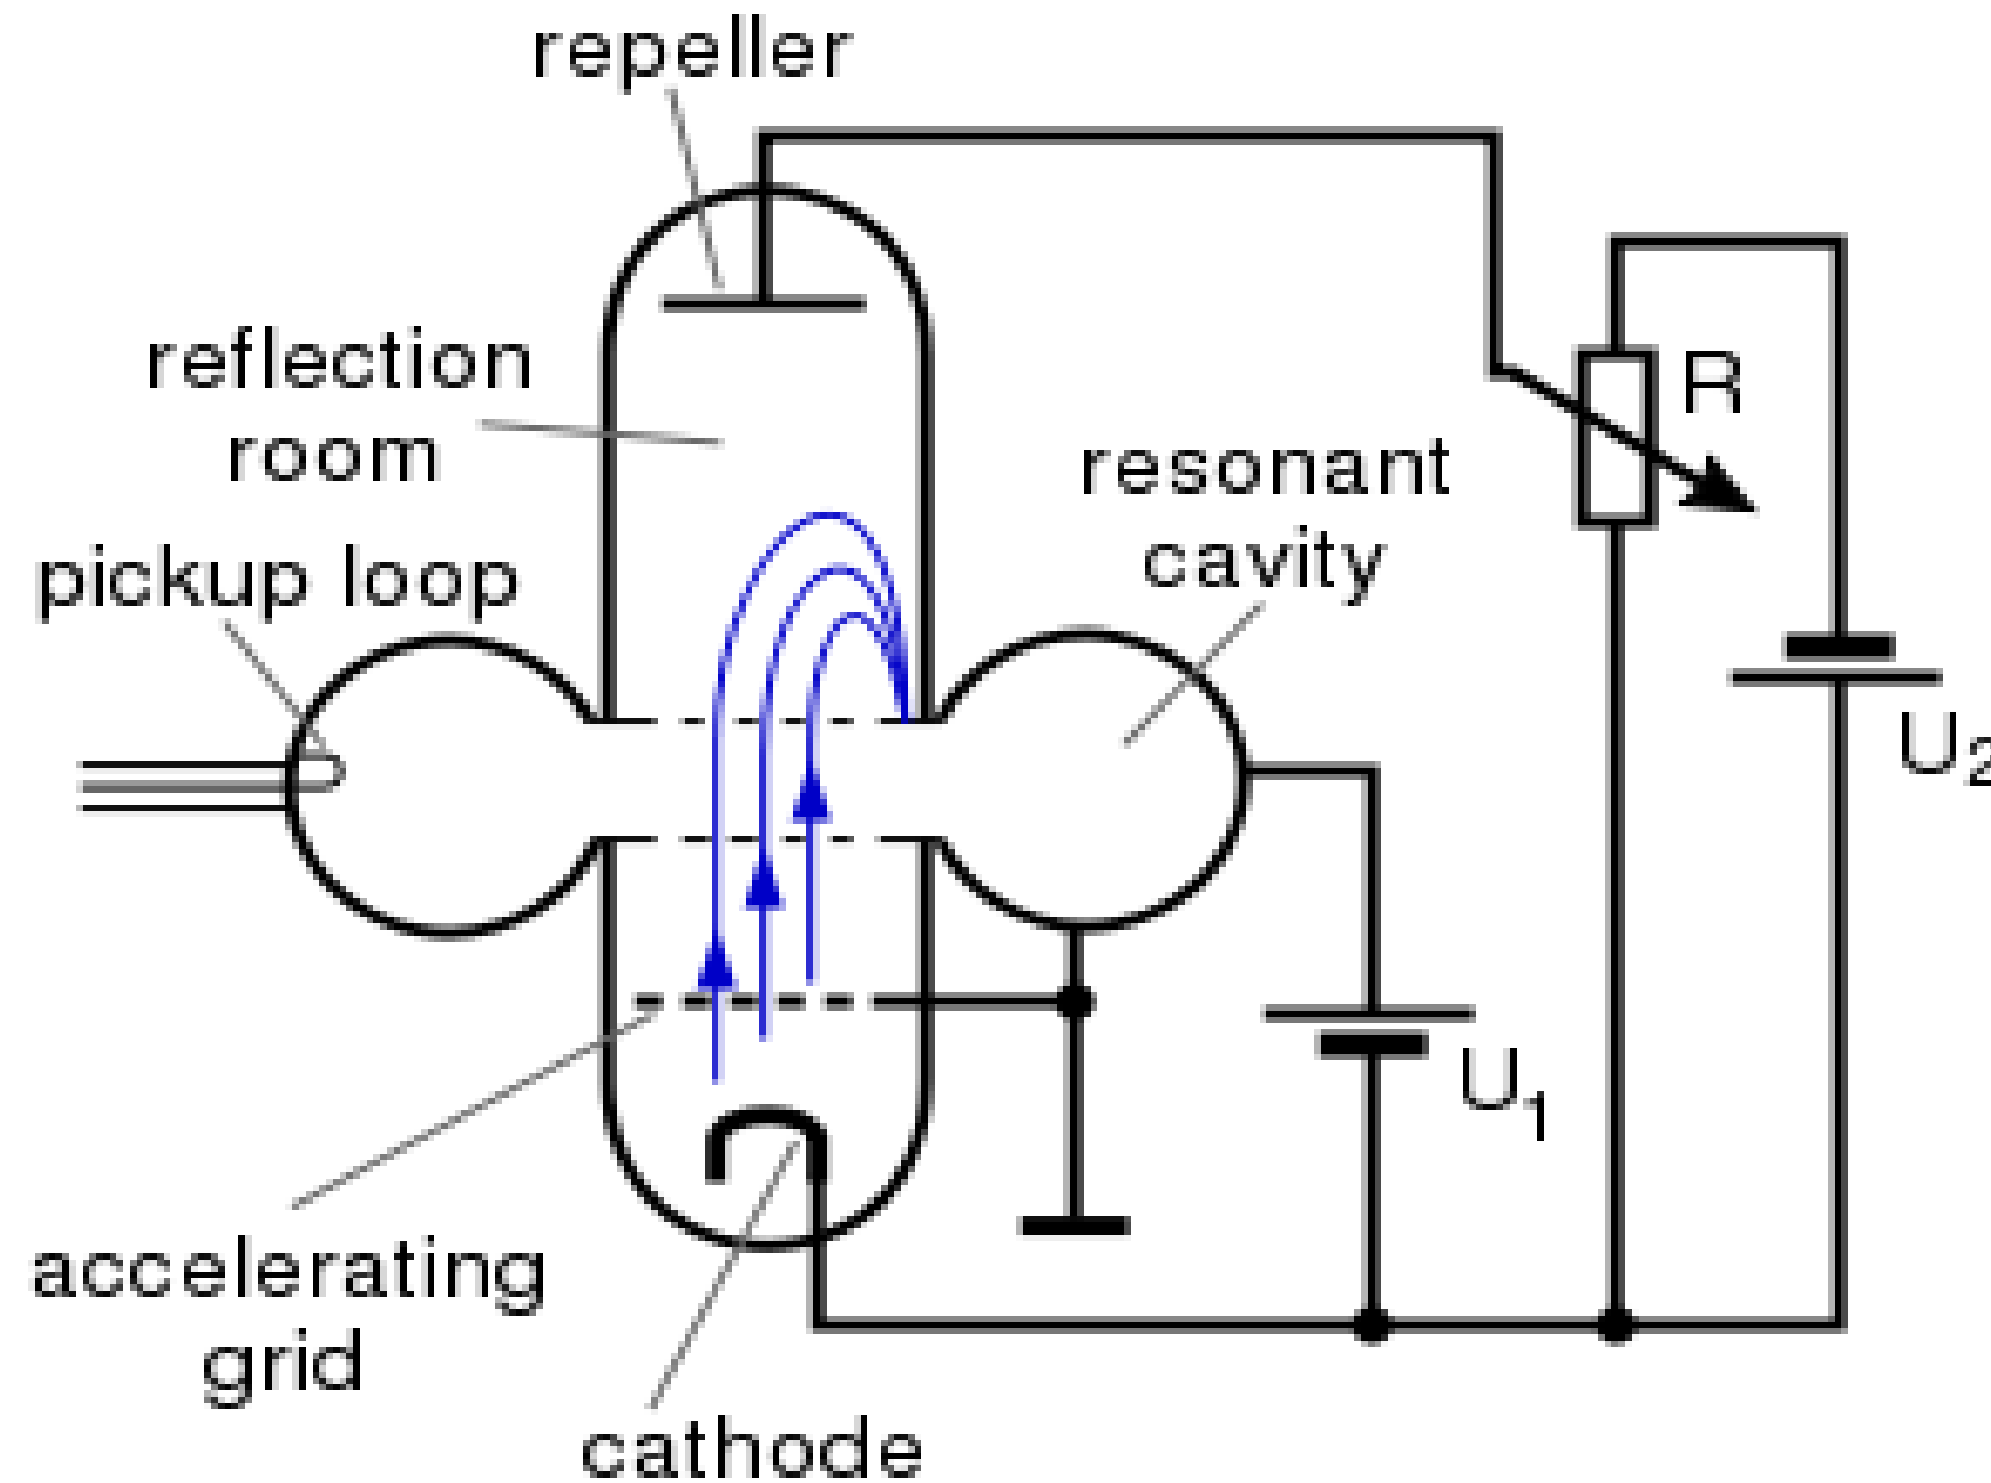 repeller
reflection
room
pickup loop
resonant
cavity
R
U2
U1
accelerating
grid
cathode